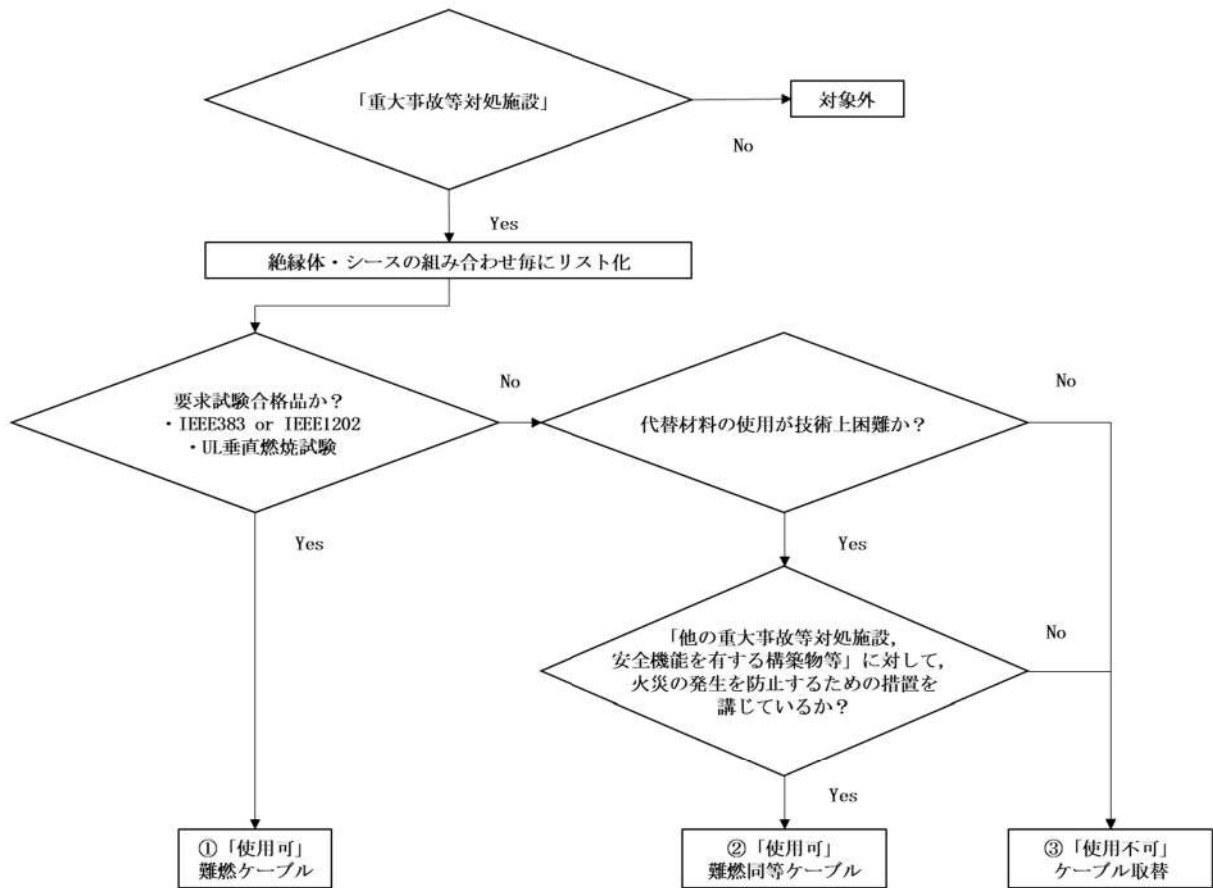 「重大事故等対処施設」
対象外
No
Yes
絶縁体・シースの組み合わせ毎にリスト化
要求試験合格品か？
・IEEE383 or IEEE1202
・UL垂直燃焼試験
No
代替材料の使用が技術上困難か？
No
Yes
Yes
「他の重大事故等対処施設,
安全機能を有する構築物等」に対して,
火災の発生を防止するための措置を
講じているか？
No
Yes
①「使用可」
難燃ケーブル
②「使用可」
難燃同等ケーブル
③「使用不可」
ケーブル取替